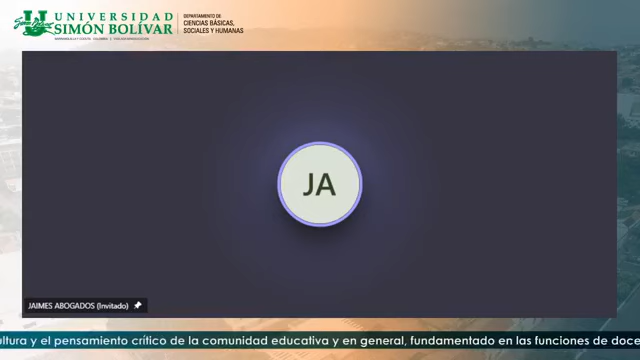 UNIVERSIDAD
SIMÓN BOLÍVAR
DEPARTAMENTO DE
CIENCIAS BÁSICAS,
SOCIALES Y HUMANAS
JA
JAIMES ABOGADOS (Invitado)
ultura y el pensamiento crítico de la comunidad educativa y en general, fundamentado en las funciones de doce